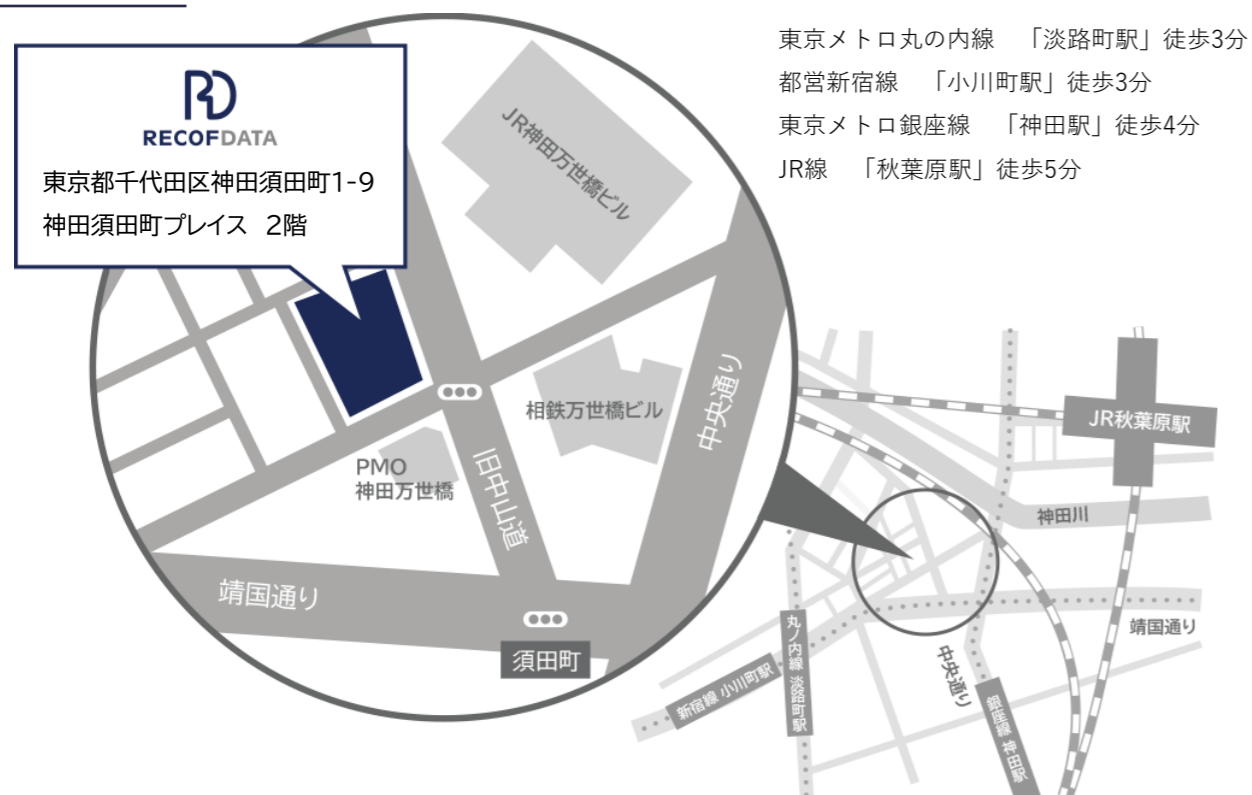 RECOFDATA
東京都千代田区神田須田町1-9
神田須田町プレイス 2階
東京メトロ丸の内線 「淡路町駅」徒歩3分
都営新宿線 「小川町駅」徒歩3分
東京メトロ銀座線 「神田駅」徒歩4分
JR線 「秋葉原駅」徒歩5分
JR神田万世橋ビル
相鉄万世橋ビル
中央通り
PMO
神田万世橋
旧中山道
靖国通り
須田町
JR秋葉原駅
神田川
靖国通り
中央通り
新宿線 小川町駅
丸ノ内線 淡路町駅
銀座線 神田駅